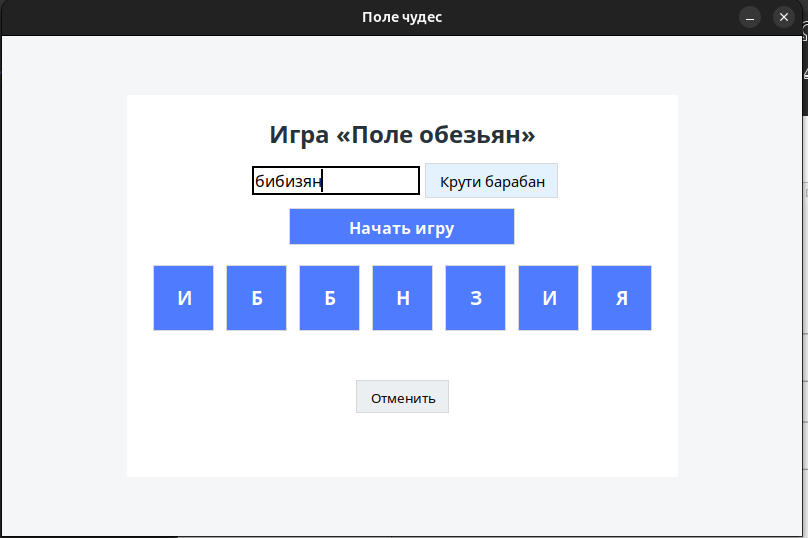 Поле чудес
Игра «Поле обезьян»
бибизян Крути барабан
Начать игру
И Б Б Н З И Я
Отменить